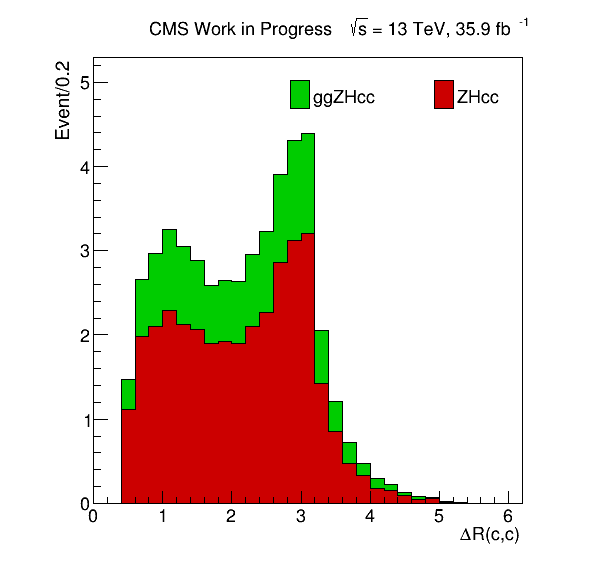 CMS Work in Progress √s = 13 TeV, 35.9 fb -1
Event/0.2
ggZHcc ZHcc
5
4
3
2
1
0
0 1 2 3 4 5 6
ΔR(c,c)